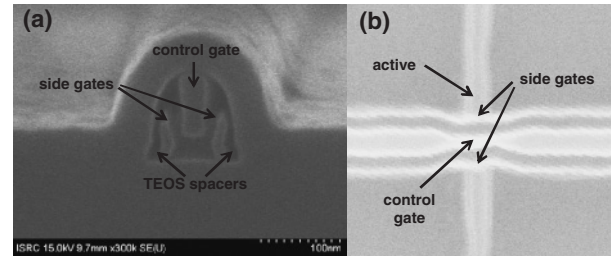 (a)
control gate
side gates
TEOS spacers
ISRC 15.0kV 9.7mm x300k SE(U)
100nm
(b)
active
side gates
control
gate